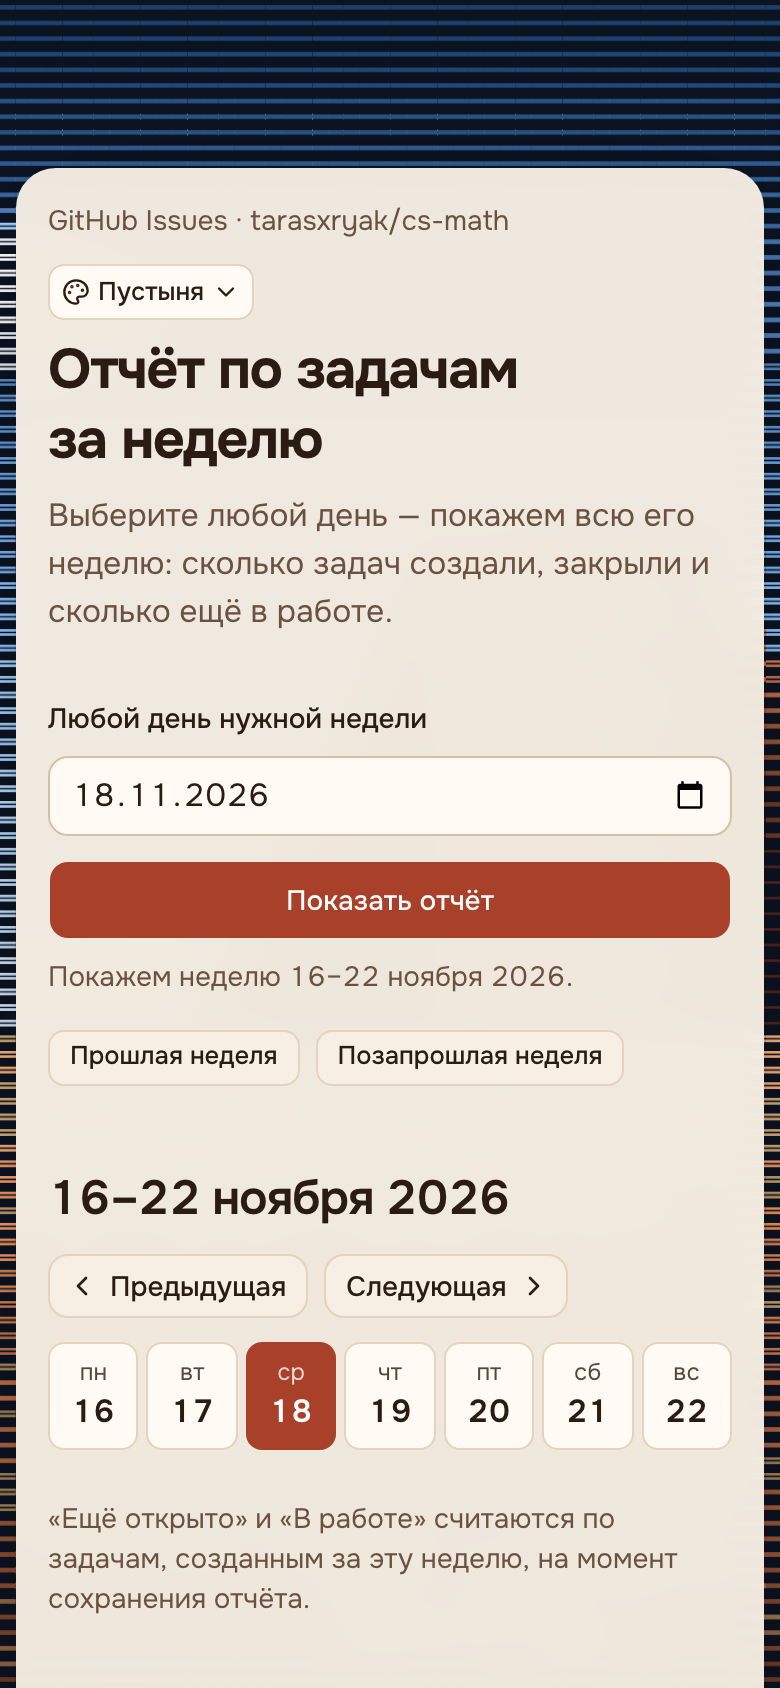 GitHub Issues · tarasxryak/cs-math
Пустыня
Отчёт по задачам
за неделю
Выберите любой день — покажем всю его
неделю: сколько задач создали, закрыли и
сколько ещё в работе.
Любой день нужной недели
18.11.2026
Показать отчёт
Покажем неделю 16–22 ноября 2026.
Прошлая неделя Позапрошлая неделя
16–22 ноября 2026
Предыдущая Следующая
пн вт ср чт пт сб вс
16 17 18 19 20 21 22
«Ещё открыто» и «В работе» считаются по
задачам, созданным за эту неделю, на момент
сохранения отчёта.